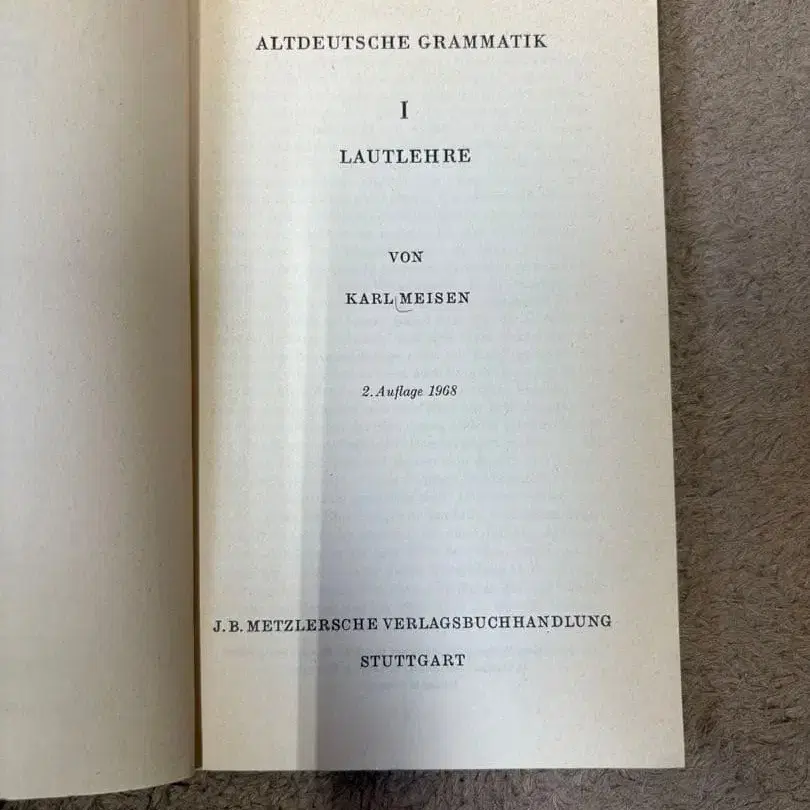 ALTDEUTSCHE GRAMMATIK
I
LAUTLEHRE
VON
KARL MEISEN
2. Auflage 1968
J. B. METZLERSCHE VERLAGSBUCHHANDLUNG
STUTTGART